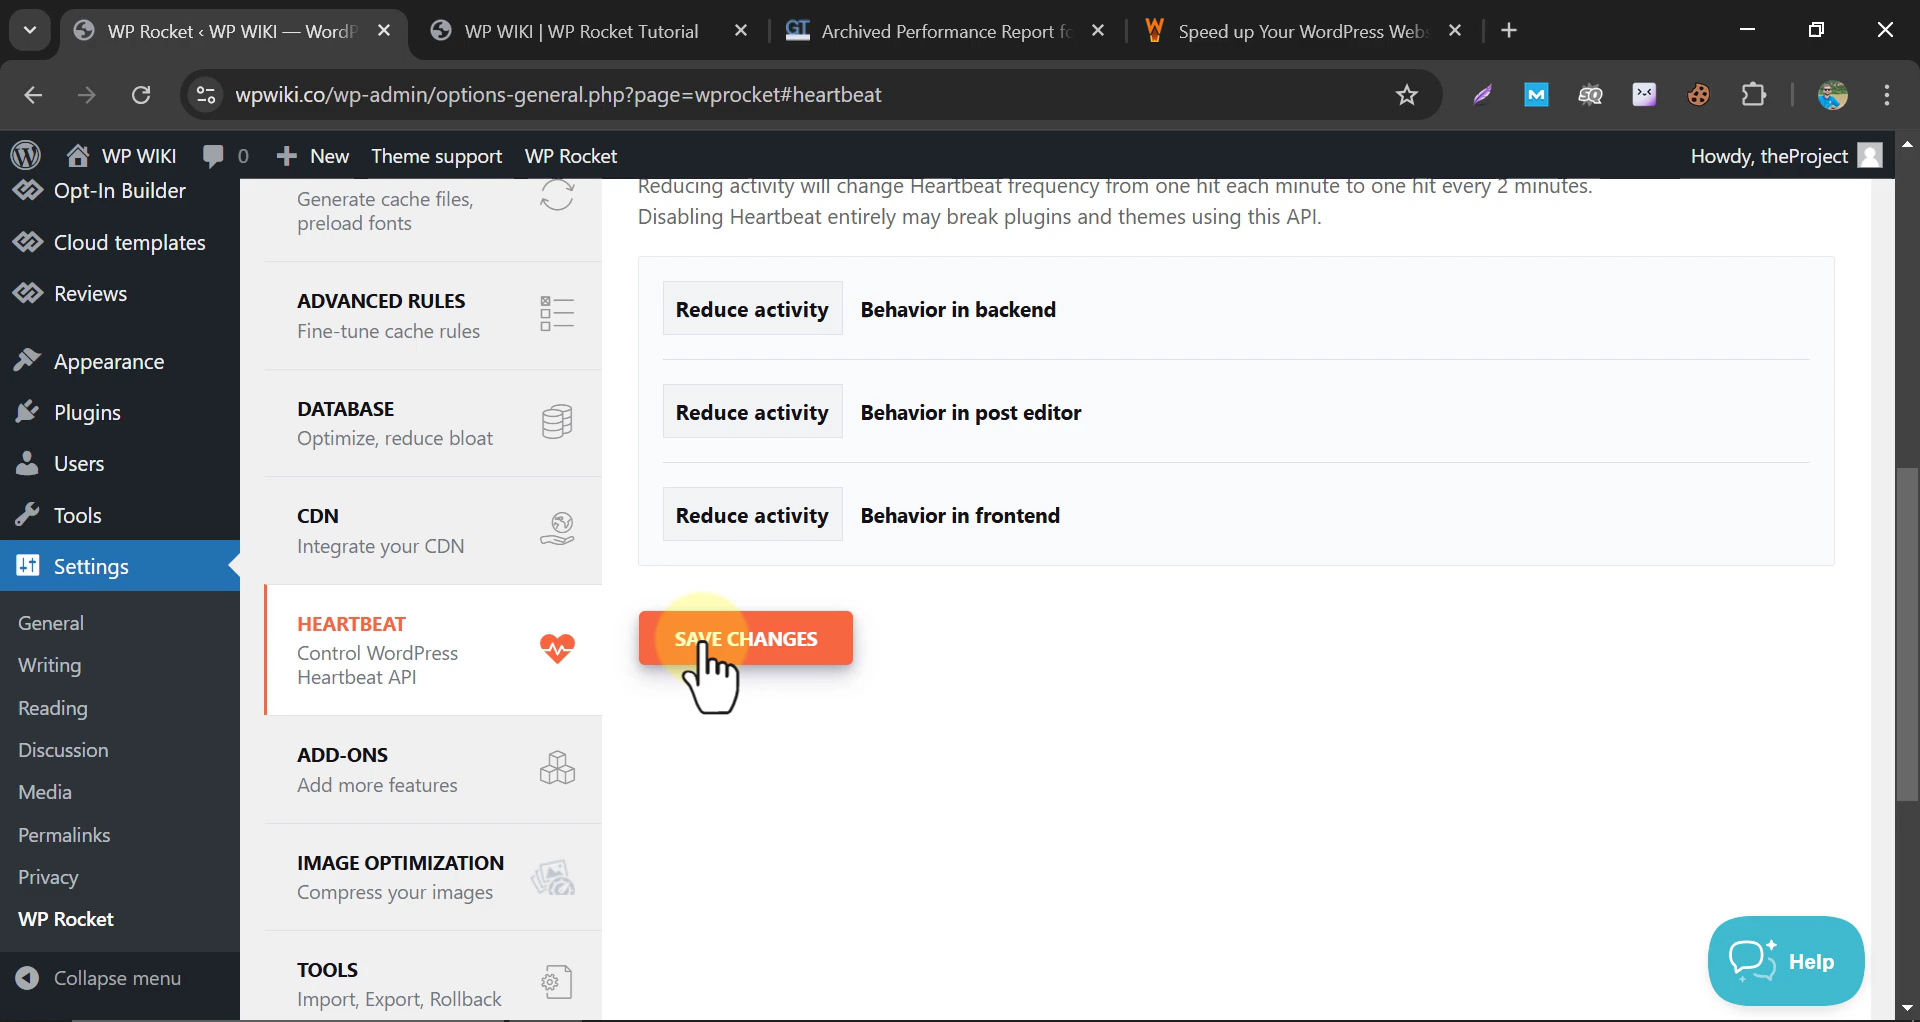 WP Rocket ‹ WP WIKI — WordP
WP WIKI | WP Rocket Tutorial
GT Archived Performance Report fo
Speed up Your WordPress Webs
wpwiki.co/wp-admin/options-general.php?page=wprocket#heartbeat
WP WIKI 0 New Theme support WP Rocket Howdy, theProject
Opt-In Builder
Cloud templates
Reviews
Appearance
Plugins
Users
Tools
Settings
General
Writing
Reading
Discussion
Media
Permalinks
Privacy
WP Rocket
Collapse menu
Generate cache files,
preload fonts
ADVANCED RULES
Fine-tune cache rules
DATABASE
Optimize, reduce bloat
CDN
Integrate your CDN
HEARTBEAT
Control WordPress
Heartbeat API
ADD-ONS
Add more features
IMAGE OPTIMIZATION
Compress your images
TOOLS
Import, Export, Rollback
Reducing activity will change Heartbeat frequency from one hit each minute to one hit every 2 minutes.
Disabling Heartbeat entirely may break plugins and themes using this API.
Reduce activity Behavior in backend
Reduce activity Behavior in post editor
Reduce activity Behavior in frontend
SAVE CHANGES
Help